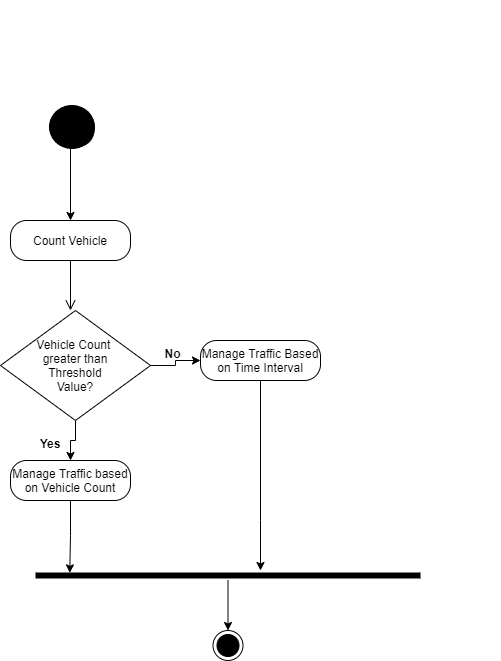 Count Vehicle
Vehicle Count
greater than
Threshold
Value?
No
Manage Traffic Based
on Time Interval
Yes
Manage Traffic based
on Vehicle Count